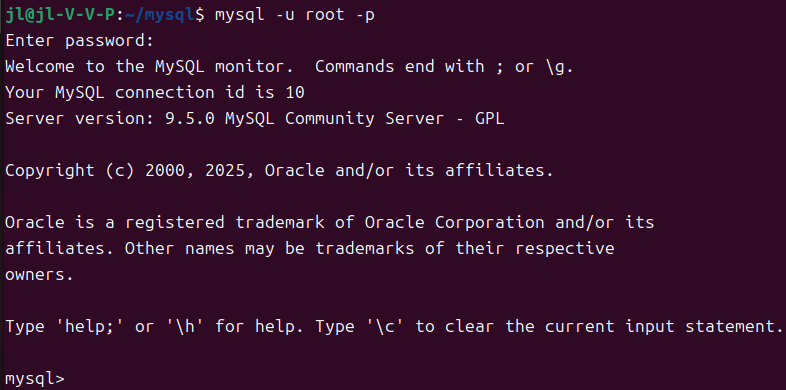 jl@jl-V-V-P:~/mysql$ mysql -u root -p
Enter password:
Welcome to the MySQL monitor.  Commands end with ; or \g.
Your MySQL connection id is 10
Server version: 9.5.0 MySQL Community Server - GPL

Copyright (c) 2000, 2025, Oracle and/or its affiliates.

Oracle is a registered trademark of Oracle Corporation and/or its
affiliates. Other names may be trademarks of their respective
owners.

Type 'help;' or '\h' for help. Type '\c' to clear the current input statement.

mysql>